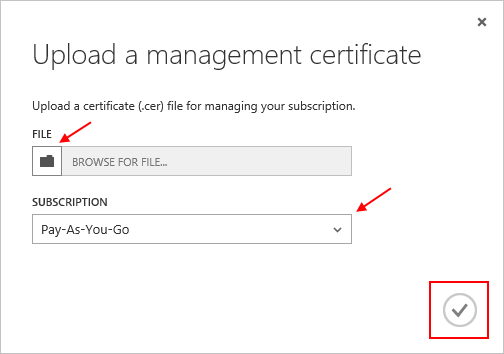 Upload a management certificate
Upload a certificate (.cer) file for managing your subscription.
FILE
BROWSE FOR FILE...
SUBSCRIPTION
Pay-As-You-Go